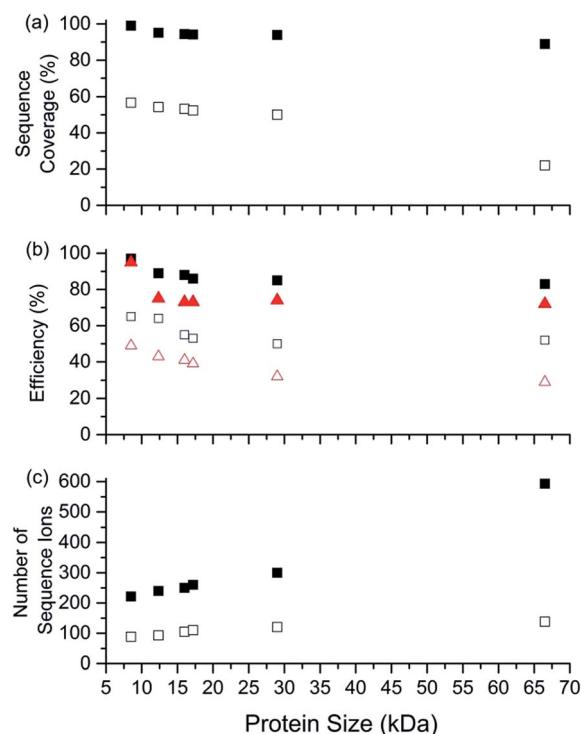 (a)
100
80
60
40
20
0
Sequence
Coverage (%)
(b)
100
80
60
40
20
0
Efficiency (%)
(c)
600
500
400
300
200
100
0
Number of
Sequence Ions
5 10 15 20 25 30 35 40 45 50 55 60 65 70
Protein Size (kDa)